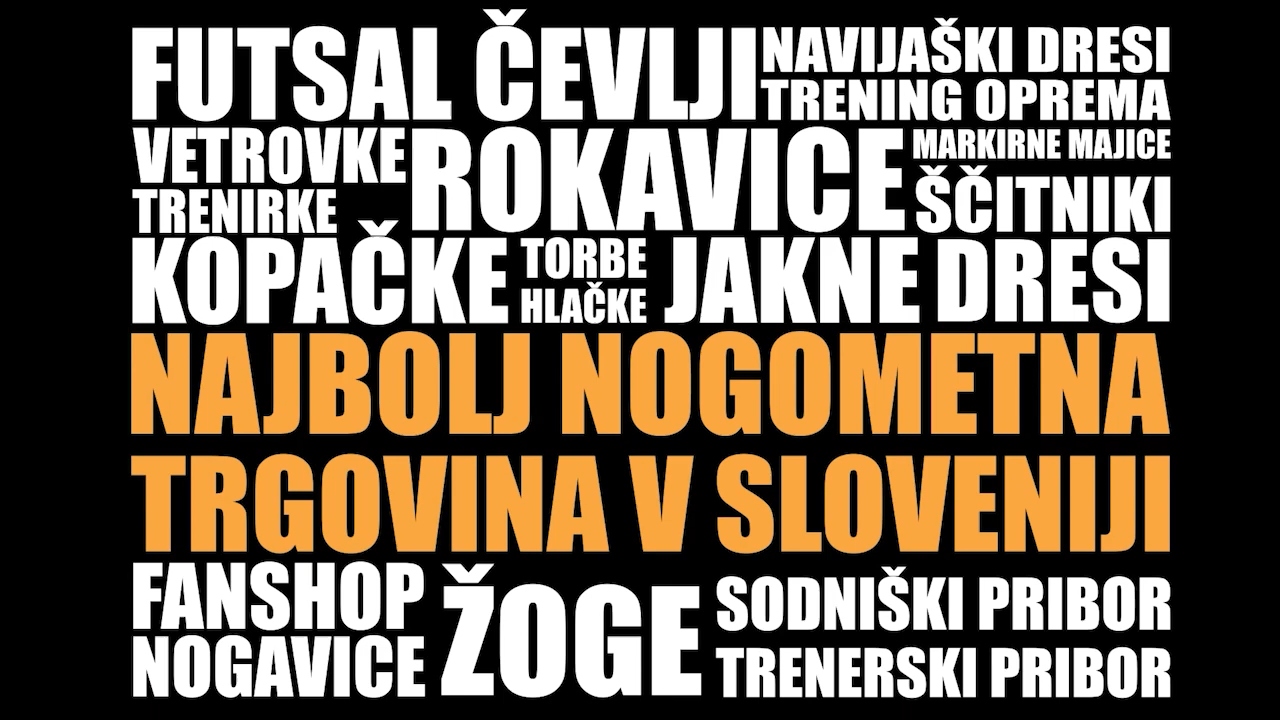 FUTSAL ČEVLJI
NAVIJAŠKI DRESI
TRENING OPREMA
VETROVKE
TRENIRKE
ROKAVICE
MARKIRNE MAJICE
ŠČITNIKI
KOPAČKE
TORBE
HLAČKE
JAKNE
DRESI
NAJBOLJ NOGOMETNA
TRGOVINA V SLOVENIJI
FANSHOP
NOGAVICE
ŽOGE
SODNIŠKI PRIBOR
TRENERSKI PRIBOR